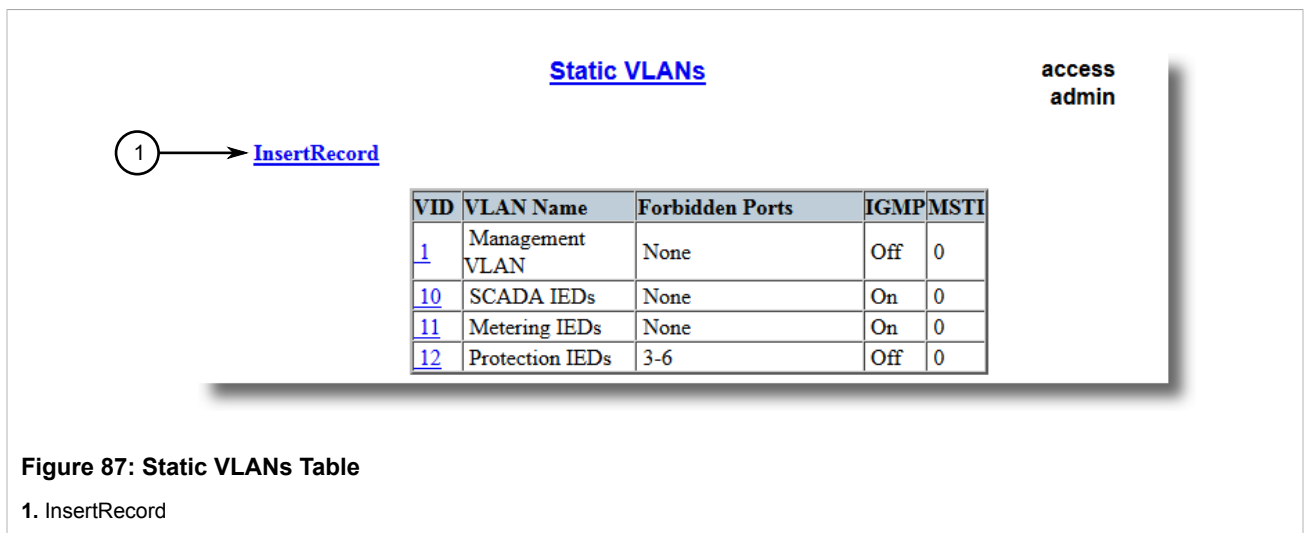 Static VLANs
access
admin
1
InsertRecord
VID VLAN Name Forbidden Ports IGMP MSTI
1 Management VLAN None Off 0
10 SCADA IEDs None On 0
11 Metering IEDs None On 0
12 Protection IEDs 3-6 Off 0
Figure 87: Static VLANs Table
1. InsertRecord